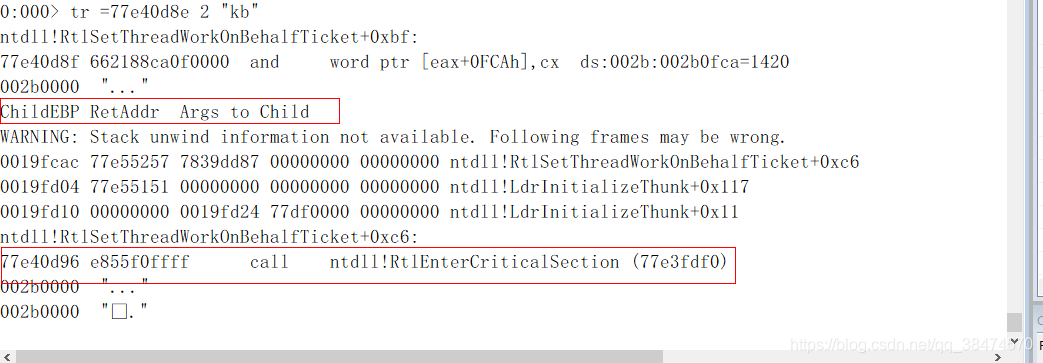 0:000> tr =77e40d8e 2 "kb"
ntdll!RtlSetThreadWorkOnBehalfTicket+0xbf:
77e40d8f 662188ca0f0000  and     word ptr [eax+0FCAh],cx  ds:002b:002b0fca=1420
002b0000  "..."
ChildEBP RetAddr  Args to Child
WARNING: Stack unwind information not available. Following frames may be wrong.
0019fcac 77e55257 7839dd87 00000000 00000000 ntdll!RtlSetThreadWorkOnBehalfTicket+0xc6
0019fd04 77e55151 00000000 00000000 00000000 ntdll!LdrInitializeThunk+0x117
0019fd10 00000000 0019fd24 77df0000 00000000 ntdll!LdrInitializeThunk+0x11
ntdll!RtlSetThreadWorkOnBehalfTicket+0xc6:
77e40d96 e855f0ffff      call    ntdll!RtlEnterCriticalSection (77e3fdf0)
002b0000  "..."
002b0000  "□."
https://blog.csdn.net/qq_38474570